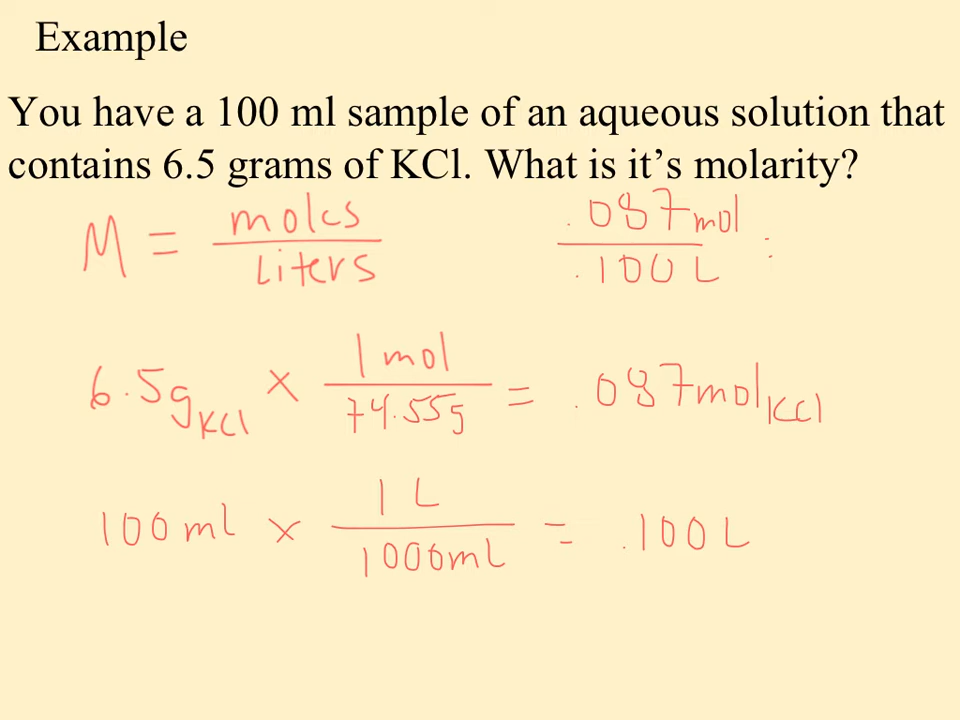 Example
You have a 100 ml sample of an aqueous solution that
contains 6.5 grams of KCl. What is it's molarity?
M = moles / liters
.087 mol / .100 L =
6.5g KCl × 1 mol / 74.55g = .087 mol KCl
100 ml × 1 L / 1000 ml = .100 L